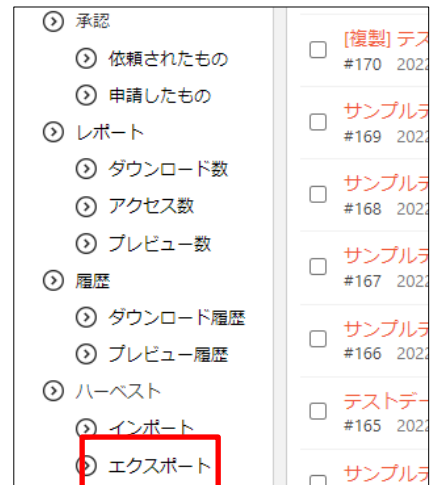 承認
依頼されたもの
申請したもの
レポート
ダウンロード数
アクセス数
プレビュー数
履歴
ダウンロード履歴
プレビュー履歴
ハーベスト
インポート
エクスポート
[複製] テス
#170 2022
サンプルデ
#169 2022
サンプルデ
#168 2022
サンプルデ
#167 2022
サンプルデ
#166 2022
テストデー
#165 2022
サンプルデ